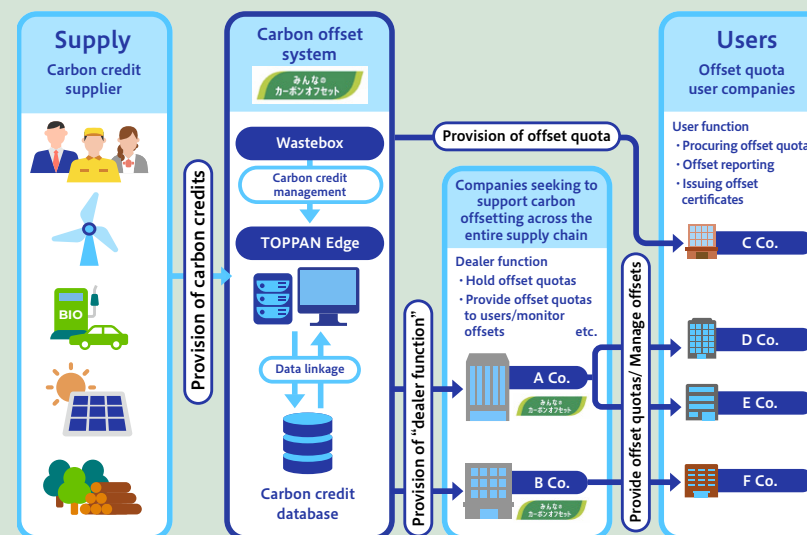 Supply
Carbon credit
supplier
BIO
Provision of carbon credits
Carbon offset
system
みんなの
カーボンオフセット
Wastebox
Carbon credit
management
TOPPAN Edge
Data linkage
Carbon credit
database
Provision of offset quota
Provision of “dealer function”
Companies seeking to
support carbon
offsetting across the
entire supply chain
Dealer function
・Hold offset quotas
・Provide offset quotas
to users/monitor
offsets etc.
A Co.
みんなの
カーボンオフセット
B Co.
みんなの
カーボンオフセット
Provide offset quotas/ Manage offsets
Users
Offset quota
user companies
User function
・Procuring offset quota
・Offset reporting
・Issuing offset
certificates
C Co.
D Co.
E Co.
F Co.